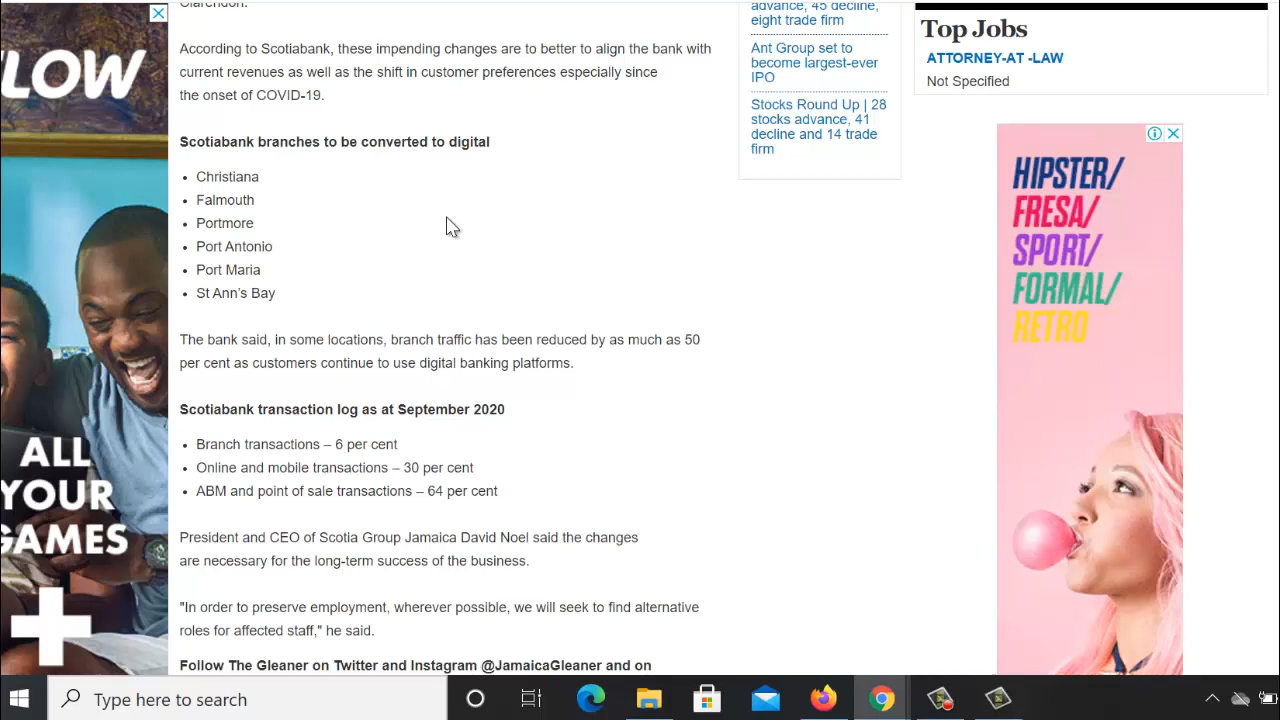 Clarendon.
According to Scotiabank, these impending changes are to better to align the bank with
current revenues as well as the shift in customer preferences especially since
the onset of COVID-19.
Scotiabank branches to be converted to digital
• Christiana
• Falmouth
• Portmore
• Port Antonio
• Port Maria
• St Ann's Bay
The bank said, in some locations, branch traffic has been reduced by as much as 50
per cent as customers continue to use digital banking platforms.
Scotiabank transaction log as at September 2020
• Branch transactions – 6 per cent
• Online and mobile transactions – 30 per cent
• ABM and point of sale transactions – 64 per cent
President and CEO of Scotia Group Jamaica David Noel said the changes
are necessary for the long-term success of the business.
"In order to preserve employment, wherever possible, we will seek to find alternative
roles for affected staff," he said.
Follow The Gleaner on Twitter and Instagram @JamaicaGleaner and on
advance, 45 decline,
eight trade firm
Ant Group set to
become largest-ever
IPO
Stocks Round Up | 28
stocks advance, 41
decline and 14 trade
firm
Top Jobs
ATTORNEY-AT -LAW
Not Specified
HIPSTER/
FRESA/
SPORT/
FORMAL/
RETRO
LOW
ALL
YOUR
GAMES
+
Type here to search